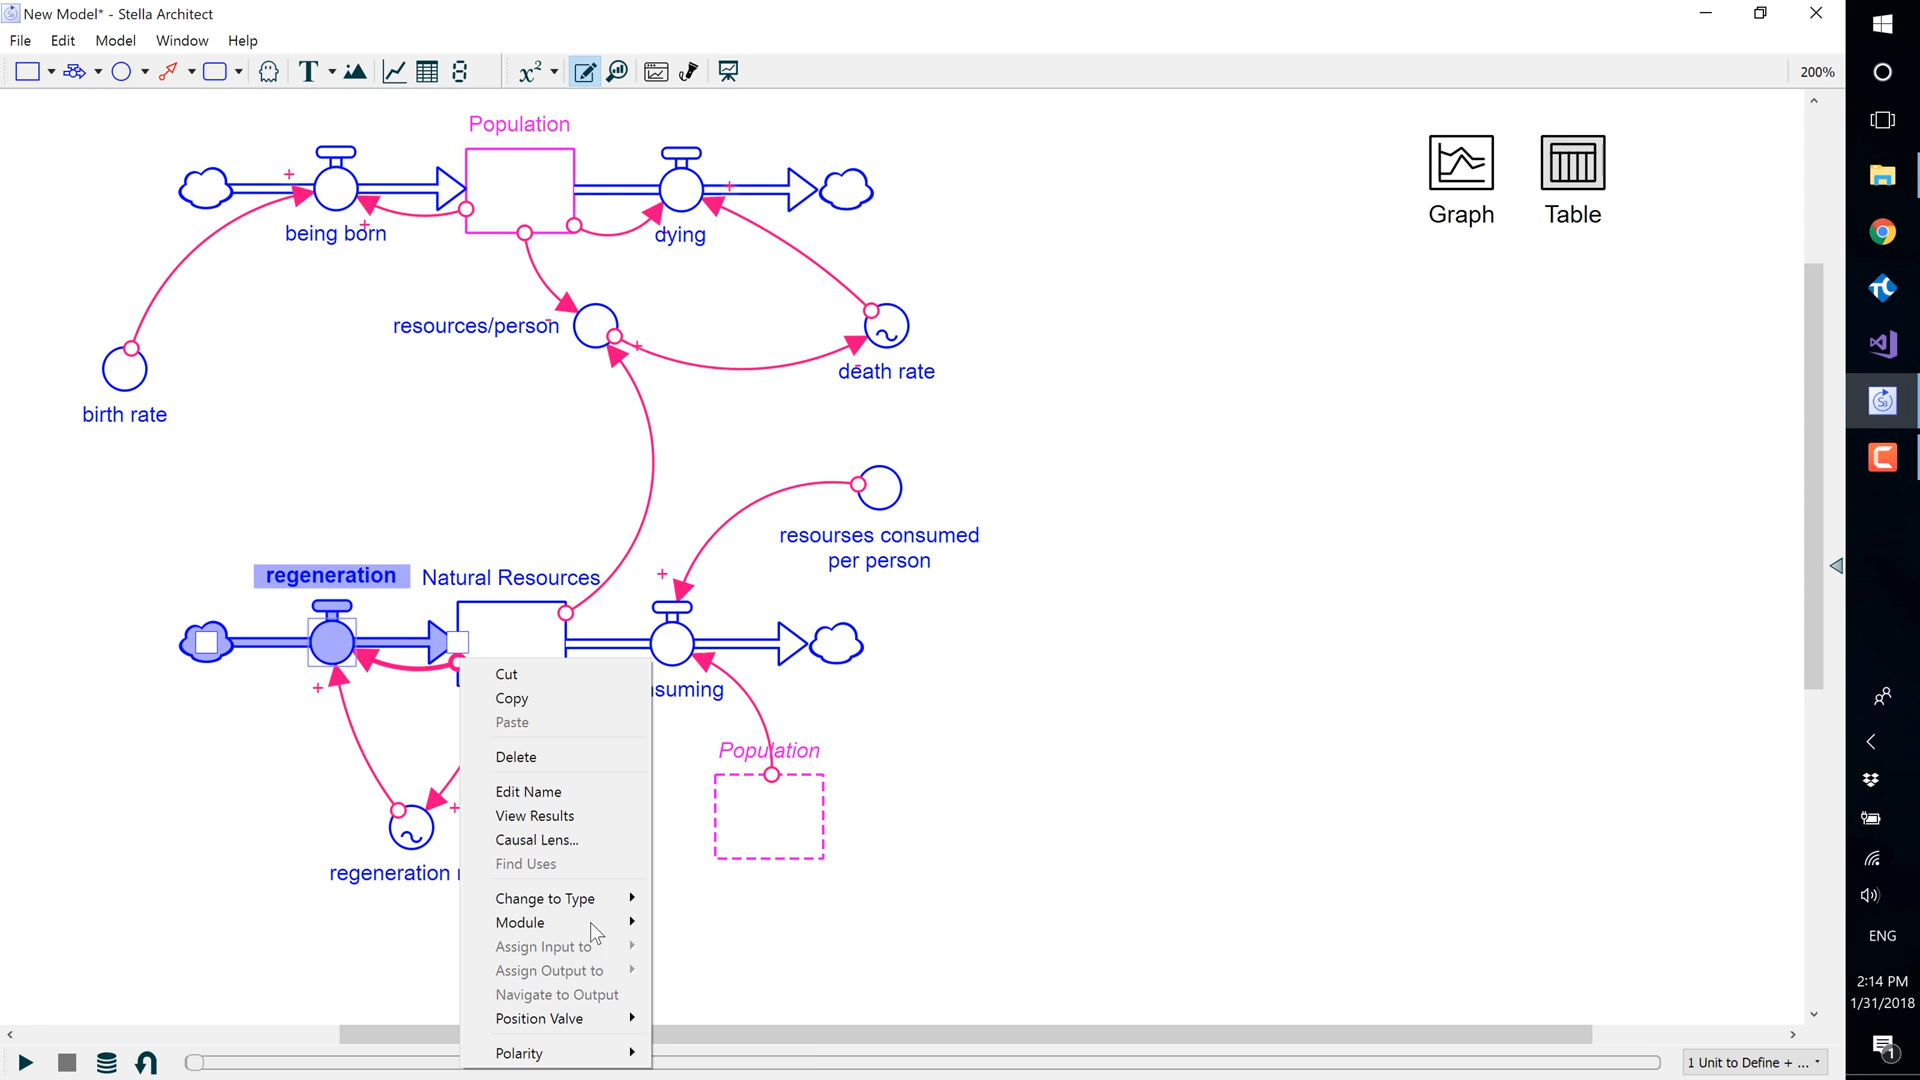 New Model* - Stella Architect
File Edit Model Window Help
T x² 200%
Population
Graph Table
being born dying
resources/person
death rate
birth rate
resourses consumed
per person
regeneration Natural Resources
Cut
Copy
Paste
Delete
Edit Name
View Results
Causal Lens...
Find Uses
Change to Type
Module
Assign Input to
Assign Output to
Navigate to Output
Position Valve
Polarity
Population
1 Unit to Define + ...
ENG
2:14 PM
1/31/2018
1